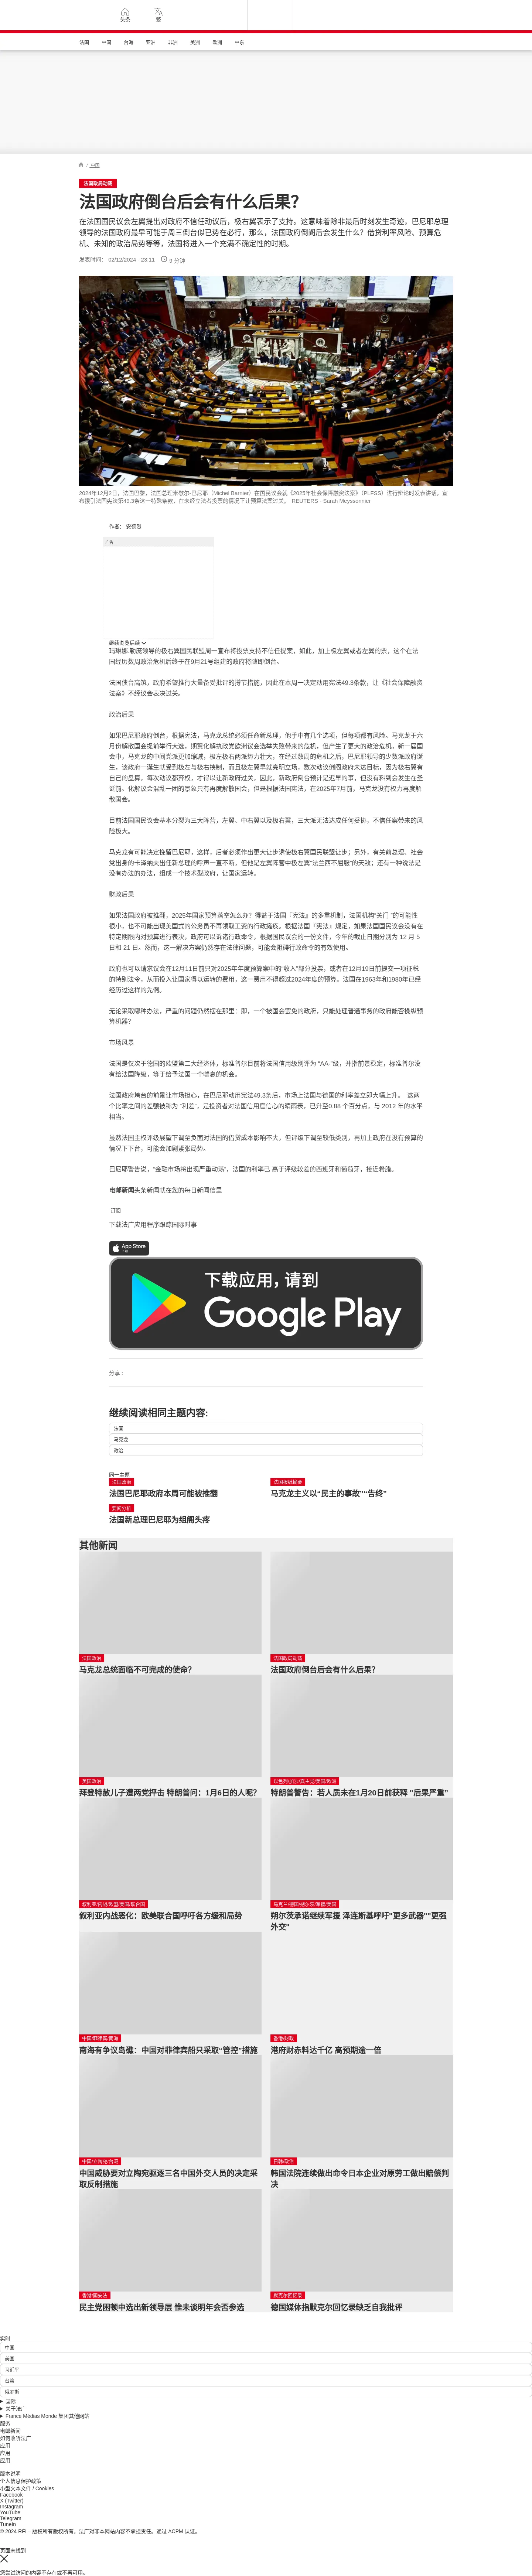 头条
繁
法国
中国
台海
亚洲
非洲
美洲
欧洲
中东
/ 中国
法国政局动荡
法国政府倒台后会有什么后果?
在法国国民议会左翼提出对政府不信任动议后，极右翼表示了支持。这意味着除非最后时刻发生奇迹，巴尼耶总理领导的法国政府最早可能于周三倒台似已势在必行，那么，法国政府倒阁后会发生什么？借贷利率风险、预算危机、未知的政治局势等等，法国将进入一个充满不确定性的时期。
发表时间： 02/12/2024 - 23:11
9 分钟
2024年12月2日，法国巴黎，法国总理米歇尔-巴尼耶（Michel Barnier）在国民议会就《2025年社会保障融资法案》（PLFSS）进行辩论时发表讲话，宣布援引法国宪法第49.3条这一特殊条款，在未经立法者投票的情况下让预算法案过关。 REUTERS - Sarah Meyssonnier
作者： 安德烈
广告
继续浏览后续
玛琳娜.勒庞领导的极右翼国民联盟周一宣布将投票支持不信任提案，如此，加上极左翼或者左翼的票，这个在法国经历数周政治危机后终于在9月21号组建的政府将随即倒台。
法国债台高筑，政府希望推行大量备受批评的撙节措施，因此在本周一决定动用宪法49.3条款，让《社会保障融资法案》不经议会表决过关。
政治后果
如果巴尼耶政府倒台，根据宪法，马克龙总统必须任命新总理，他手中有几个选项，但每项都有风险。马克龙于六月份解散国会提前举行大选，期冀化解执政党欧洲议会选举失败带来的危机，但产生了更大的政治危机，新一届国会中，马克龙的中间党派更加缩减，极左极右两派势力壮大，在经过数周的危机之后，巴尼耶领导的少数派政府诞生，该政府一诞生就受到极左与极右挟制，而且极左翼早就亮明立场，数次动议倒阁政府未达目标，因为极右翼有自己的盘算，每次动议都弃权，才得以让新政府过关，因此，新政府倒台预计是迟早的事，但没有料到会发生在圣诞前。化解议会混乱一团的景象只有再度解散国会，但是根据法国宪法，在2025年7月前，马克龙没有权力再度解散国会。
目前法国国民议会基本分裂为三大阵营，左翼、中右翼以及极右翼，三大派无法达成任何妥协，不信任案带来的风险极大。
马克龙有可能决定挽留巴尼耶，这样，后者必须作出更大让步请使极右翼国民联盟让步；另外，有关前总理、社会党出身的卡泽纳夫出任新总理的呼声一直不断，但他是左翼阵营中极左翼“法兰西不屈服”的天敌；还有一种说法是没有办法的办法，组成一个技术型政府，让国家运转。
财政后果
如果法国政府被推翻，2025年国家预算落空怎么办？得益于法国『宪法』的多重机制，法国机构“关门 ”的可能性很小，也不可能出现美国式的公务员不再领取工资的行政瘫痪。根据法国『宪法』规定，如果法国国民议会没有在特定期限内对预算进行表决，政府可以诉诸行政命令，根据国民议会的一份文件，今年的截止日期分别为 12 月 5 日和 21 日。然而，这一解决方案仍然存在法律问题，可能会阻碍行政命令的有效使用。
政府也可以请求议会在12月11日前只对2025年年度预算案中的“收入”部分投票，或者在12月19日前提交一项征税的特别法令，从而投入让国家得以运转的费用，这一费用不得超过2024年度的预算。法国在1963年和1980年已经经历过这样的先例。
无论采取哪种办法，严重的问题仍然摆在那里：即，一个被国会罢免的政府，只能处理普通事务的政府能否操纵预算机器？
市场风暴
法国是仅次于德国的欧盟第二大经济体，标准普尔目前将法国信用级别评为 “AA-”级，并指前景稳定，标准普尔没有给法国降级，等于给予法国一个喘息的机会。
法国政府垮台的前景让市场担心，在巴尼耶动用宪法49.3条后，市场上法国与德国的利率差立即大幅上升。  这两个比率之间的差额被称为 “利差”，是投资者对法国信用度信心的晴雨表，已升至0.88 个百分点，与 2012 年的水平相当。
虽然法国主权评级展望下调至负面对法国的借贷成本影响不大，但评级下调至较低类别，再加上政府在没有预算的情况下下台，可能会加剧紧张局势。
巴尼耶警告说，“金融市场将出现严重动荡”，法国的利率已 高于评级较差的西班牙和葡萄牙，接近希腊。
电邮新闻头条新闻就在您的每日新闻信里
订阅
下载法广应用程序跟踪国际时事
App Store
下载
下载应用，请到
Google Play
分享 :
继续阅读相同主题内容:
法国
马克龙
政治
同一主题
法国政治
法国巴尼耶政府本周可能被推翻
法国报纸摘要
马克龙主义以“民主的事故”“告终”
要闻分析
法国新总理巴尼耶为组阁头疼
其他新闻
法国政治
马克龙总统面临不可完成的使命?
法国政局动荡
法国政府倒台后会有什么后果?
美国政治
拜登特赦儿子遭两党抨击 特朗普问：1月6日的人呢?
以色列/加沙/真主党/美国/欧洲
特朗普警告：若人质未在1月20日前获释 "后果严重”
叙利亚/内战/欧盟/美国/联合国
叙利亚内战恶化：欧美联合国呼吁各方缓和局势
乌克兰/德国/朔尔茨/军援/美国
朔尔茨承诺继续军援 泽连斯基呼吁"更多武器""更强外交"
中国/菲律宾/南海
南海有争议岛礁：中国对菲律宾船只采取“管控”措施
香港/财政
港府财赤料达千亿 高预期逾一倍
中国/立陶宛/台湾
中国威胁要对立陶宛驱逐三名中国外交人员的决定采取反制措施
日韩/政治
韩国法院连续做出命令日本企业对原劳工做出赔偿判决
香港/国安法
民主党困顿中选出新领导层 惟未谈明年会否参选
默克尔回忆录
德国媒体指默克尔回忆录缺乏自我批评
实时
中国
美国
习近平
台湾
俄罗斯
国际
关于法广
France Médias Monde 集团其他网站
服务
电邮新闻
如何收听法广
应用
应用
应用
版本说明
个人信息保护政策
小型文本文件 / Cookies
Facebook
X (Twitter)
Instagram
YouTube
Telegram
TuneIn
© 2024 RFI – 版权所有版权所有。法广对非本网站内容不承担责任。通过 ACPM 认证。
页面未找到
您尝试访问的内容不存在或不再可用。